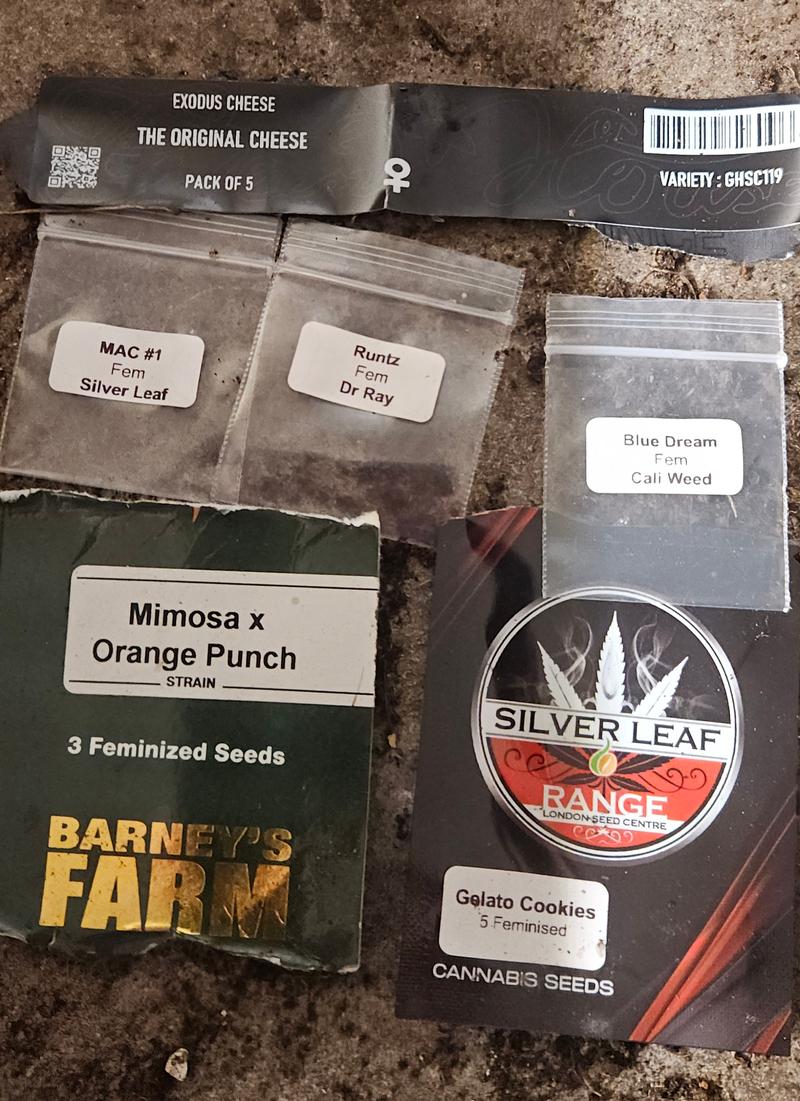 EXODUS CHEESE
THE ORIGINAL CHEESE
PACK OF 5
VARIETY : GHSC119
MAC #1
Fem
Silver Leaf
Runtz
Fem
Dr Ray
Blue Dream
Fem
Cali Weed
Mimosa x
Orange Punch
STRAIN
3 Feminized Seeds
BARNEY'S
FARM
SILVER LEAF
RANGE
LONDON SEED CENTRE
Gelato Cookies
5 Feminised
CANNABIS SEEDS